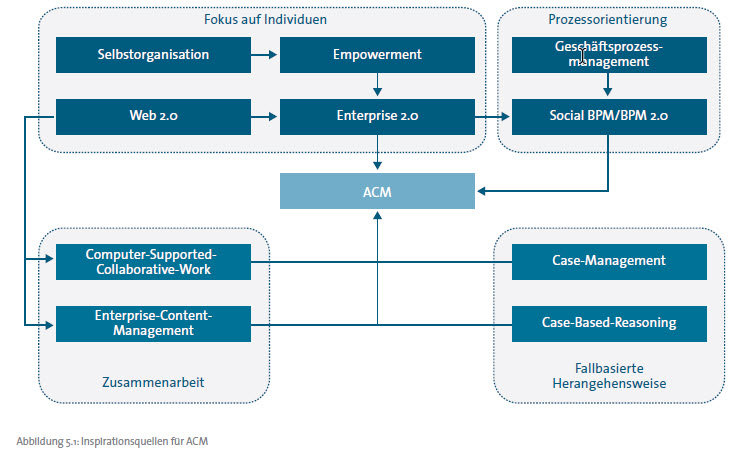 Fokus auf Individuen
Prozessorientierung
Selbstorganisation
Empowerment
Geschäftsprozess-
management
Web 2.0
Enterprise 2.0
Social BPM/BPM 2.0
ACM
Computer-Supported-
Collaborative-Work
Case-Management
Enterprise-Content-
Management
Case-Based-Reasoning
Zusammenarbeit
Fallbasierte
Herangehensweise
Abbildung 5.1: Inspirationsquellen für ACM